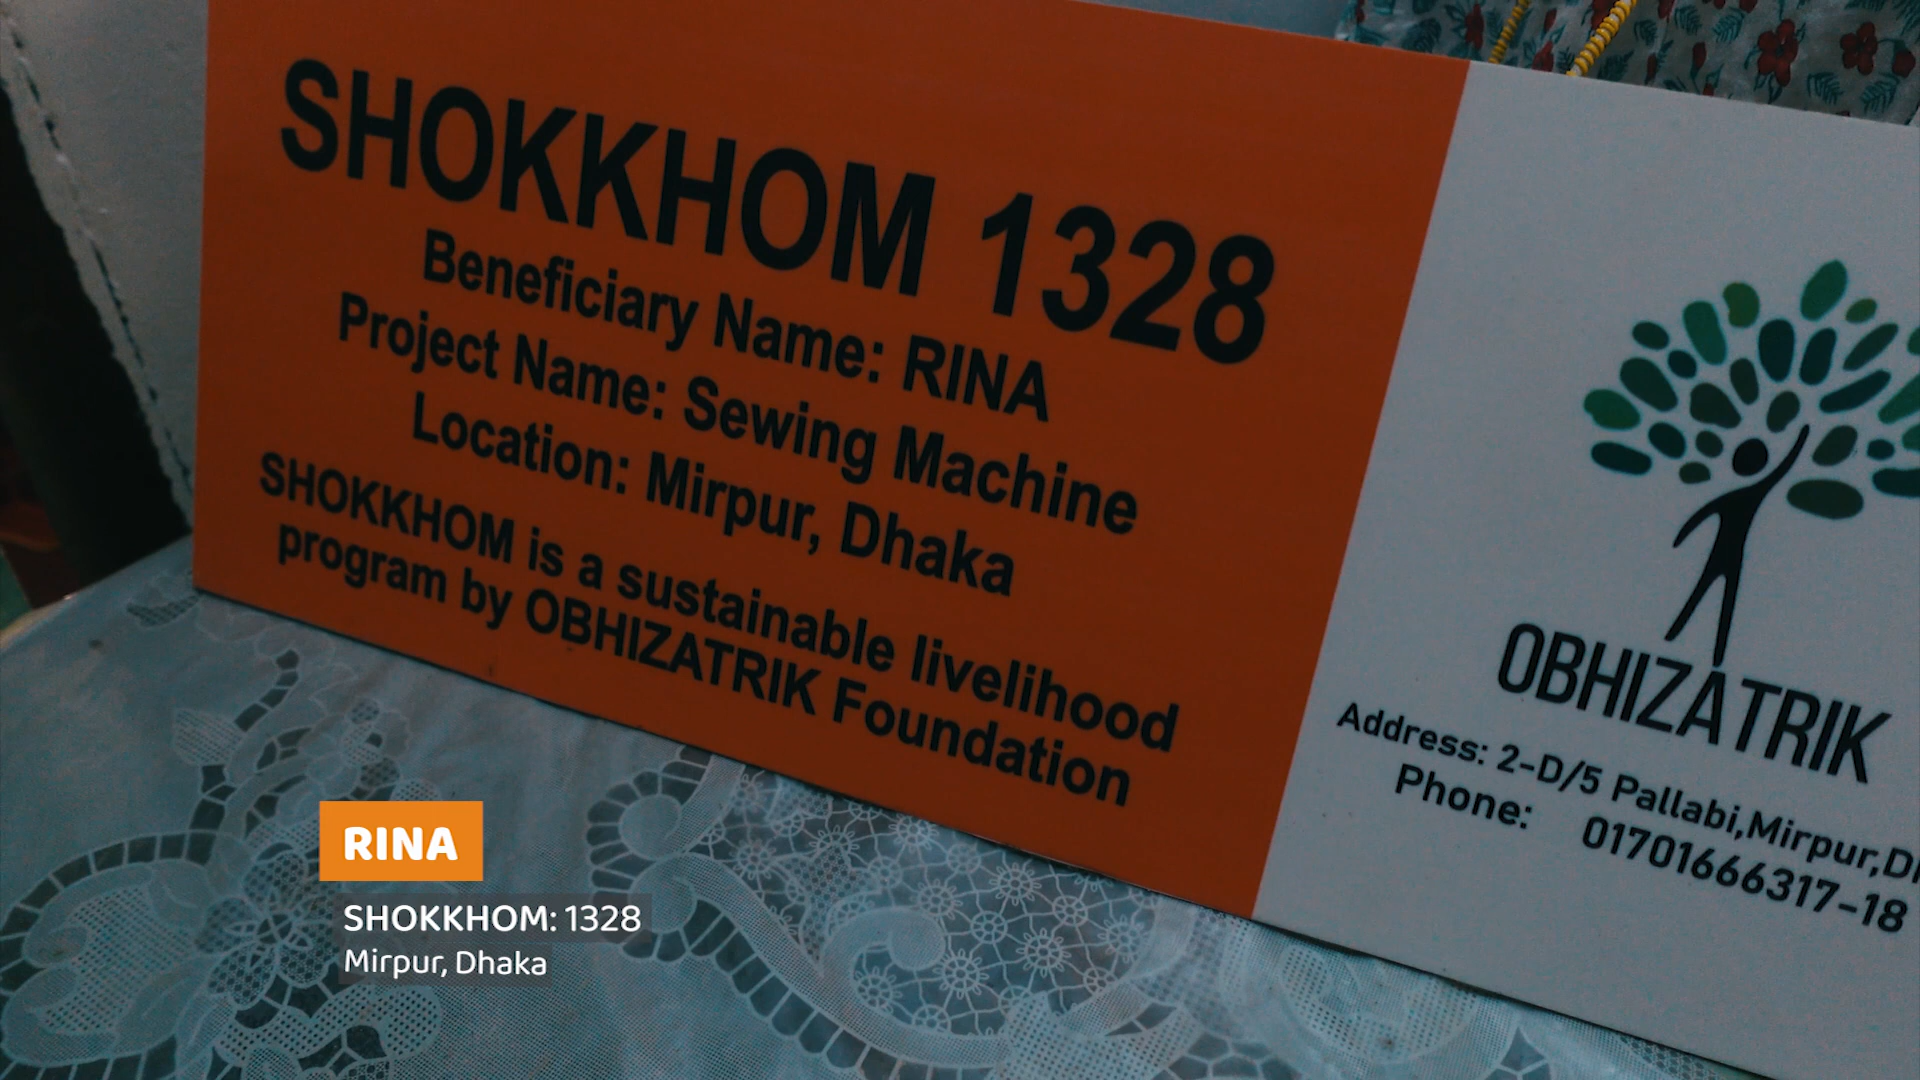 SHOKKHOM 1328
Beneficiary Name: RINA
Project Name: Sewing Machine
Location: Mirpur, Dhaka
SHOKKHOM is a sustainable livelihood
program by OBHIZATRIK Foundation
OBHIZATRIK
Address: 2-D/5 Pallabi,Mirpur,
Phone: 01701666317-18
RINA
SHOKKHOM: 1328
Mirpur, Dhaka